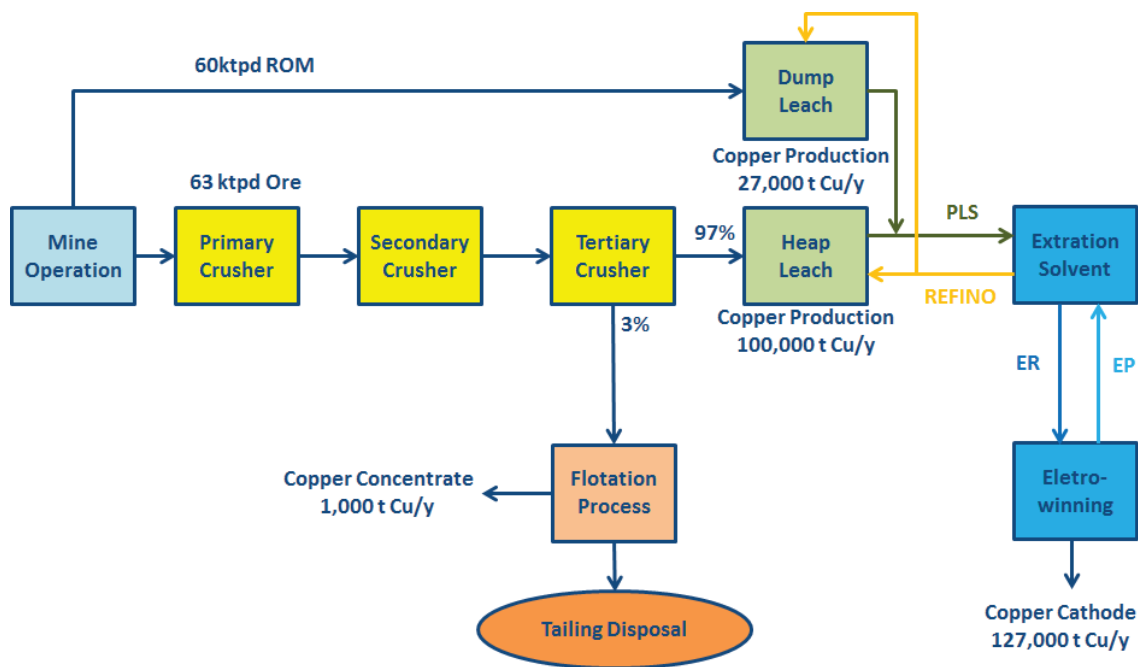 60ktpd ROM
Dump
Leach
Copper Production
27,000 t Cu/y
63 ktpd Ore
Mine
Operation
Primary
Crusher
Secondary
Crusher
Tertiary
Crusher
97%
Heap
Leach
PLS
Extration
Solvent
REFINO
3%
Copper Production
100,000 t Cu/y
ER
EP
Copper Concentrate
1,000 t Cu/y
Flotation
Process
Eletro-
winning
Tailing Disposal
Copper Cathode
127,000 t Cu/y